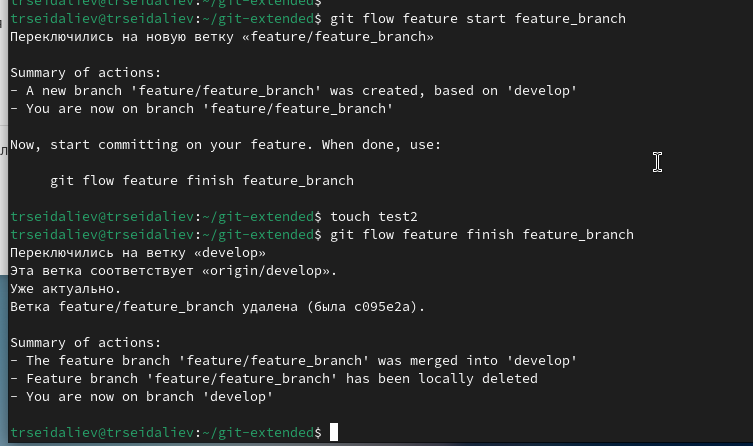 trseidaliev@trseidaliev:~/git-extended$
trseidaliev@trseidaliev:~/git-extended$ git flow feature start feature_branch
Переключились на новую ветку «feature/feature_branch»
Summary of actions:
- A new branch 'feature/feature_branch' was created, based on 'develop'
- You are now on branch 'feature/feature_branch'
Now, start committing on your feature. When done, use:
git flow feature finish feature_branch
trseidaliev@trseidaliev:~/git-extended$ touch test2
trseidaliev@trseidaliev:~/git-extended$ git flow feature finish feature_branch
Переключились на ветку «develop»
Эта ветка соответствует «origin/develop».
Уже актуально.
Ветка feature/feature_branch удалена (была c095e2a).
Summary of actions:
- The feature branch 'feature/feature_branch' was merged into 'develop'
- Feature branch 'feature/feature_branch' has been locally deleted
- You are now on branch 'develop'
trseidaliev@trseidaliev:~/git-extended$